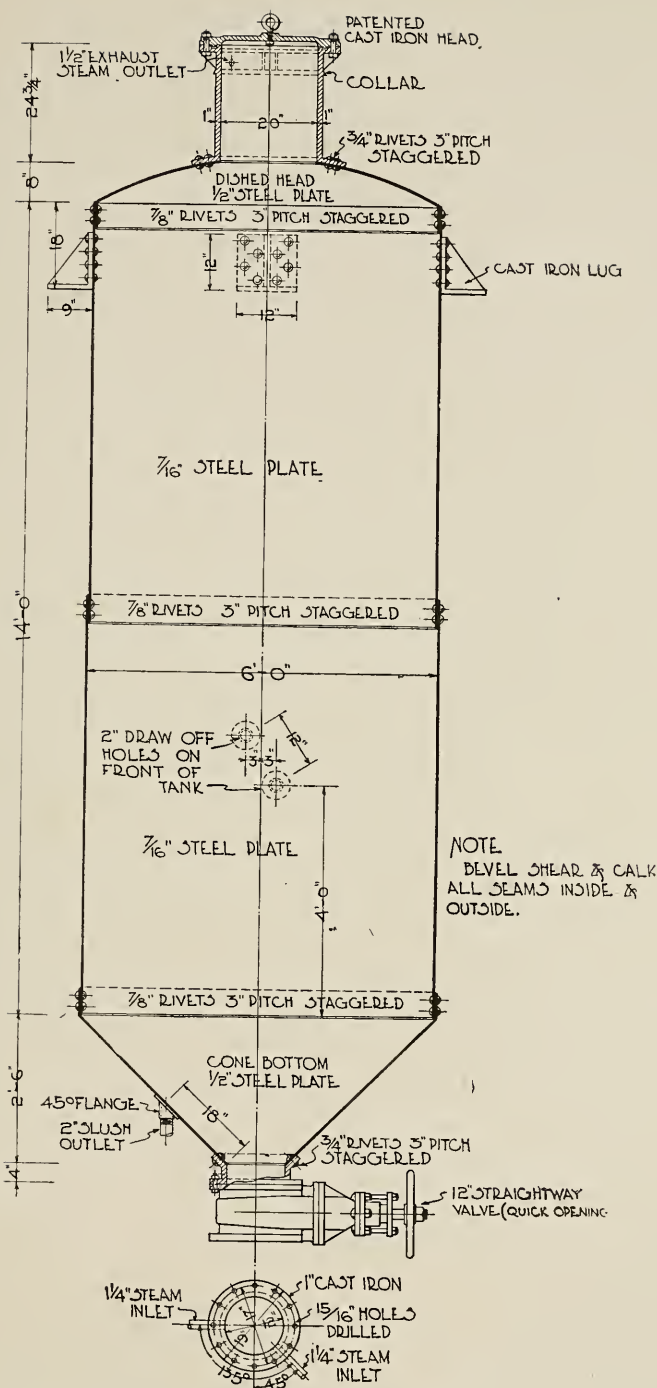 PATENTED
CAST IRON HEAD.
1½" EXHAUST
STEAM OUTLET
COLLAR
24¾"
1" 20" 1"
¾" RIVETS 3" PITCH
STAGGERED
8"
DISHED HEAD
½" STEEL PLATE
⅞" RIVETS 3" PITCH STAGGERED
18"
12"
CAST IRON LUG
9"
12"
7/16" STEEL PLATE
14'-0"
⅞" RIVETS 3" PITCH STAGGERED
6'-0"
2" DRAW OFF
HOLES ON
FRONT OF
TANK
12"
3" 3"
7/16" STEEL PLATE
4'-0"
NOTE
BEVEL SHEAR & CALK
ALL SEAMS INSIDE &
OUTSIDE.
⅞" RIVETS 3" PITCH STAGGERED
2'-6"
CONE BOTTOM
½" STEEL PLATE
18"
45° FLANGE
2" SLUSH
OUTLET
¾" RIVETS 3" PITCH
STAGGERED
4"
12" STRAIGHTWAY
VALVE (QUICK OPENING
1" CAST IRON
1¼" STEAM
INLET
15/16" HOLES
DRILLED
17"
12"
19"
1¼" STEAM
INLET
135° 45°